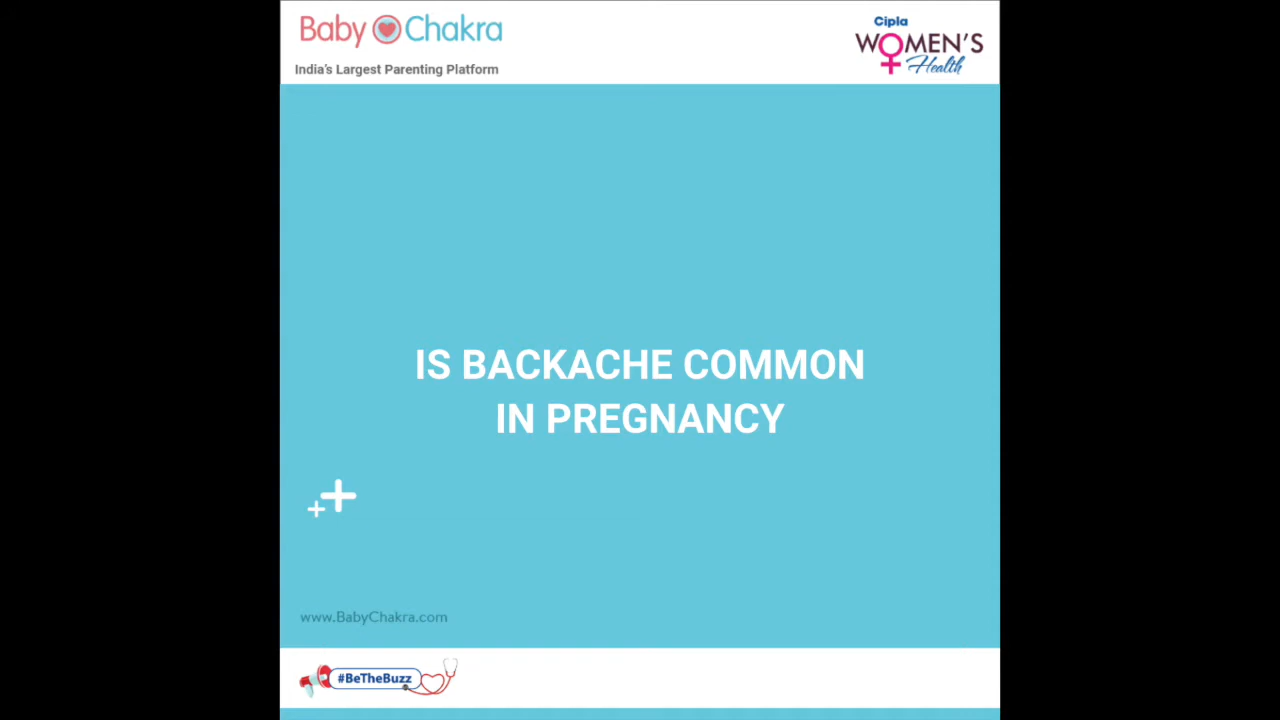 Baby Chakra
India's Largest Parenting Platform
Cipla
WOMEN'S
Health
IS BACKACHE COMMON
IN PREGNANCY
www.BabyChakra.com
#BeTheBuzz